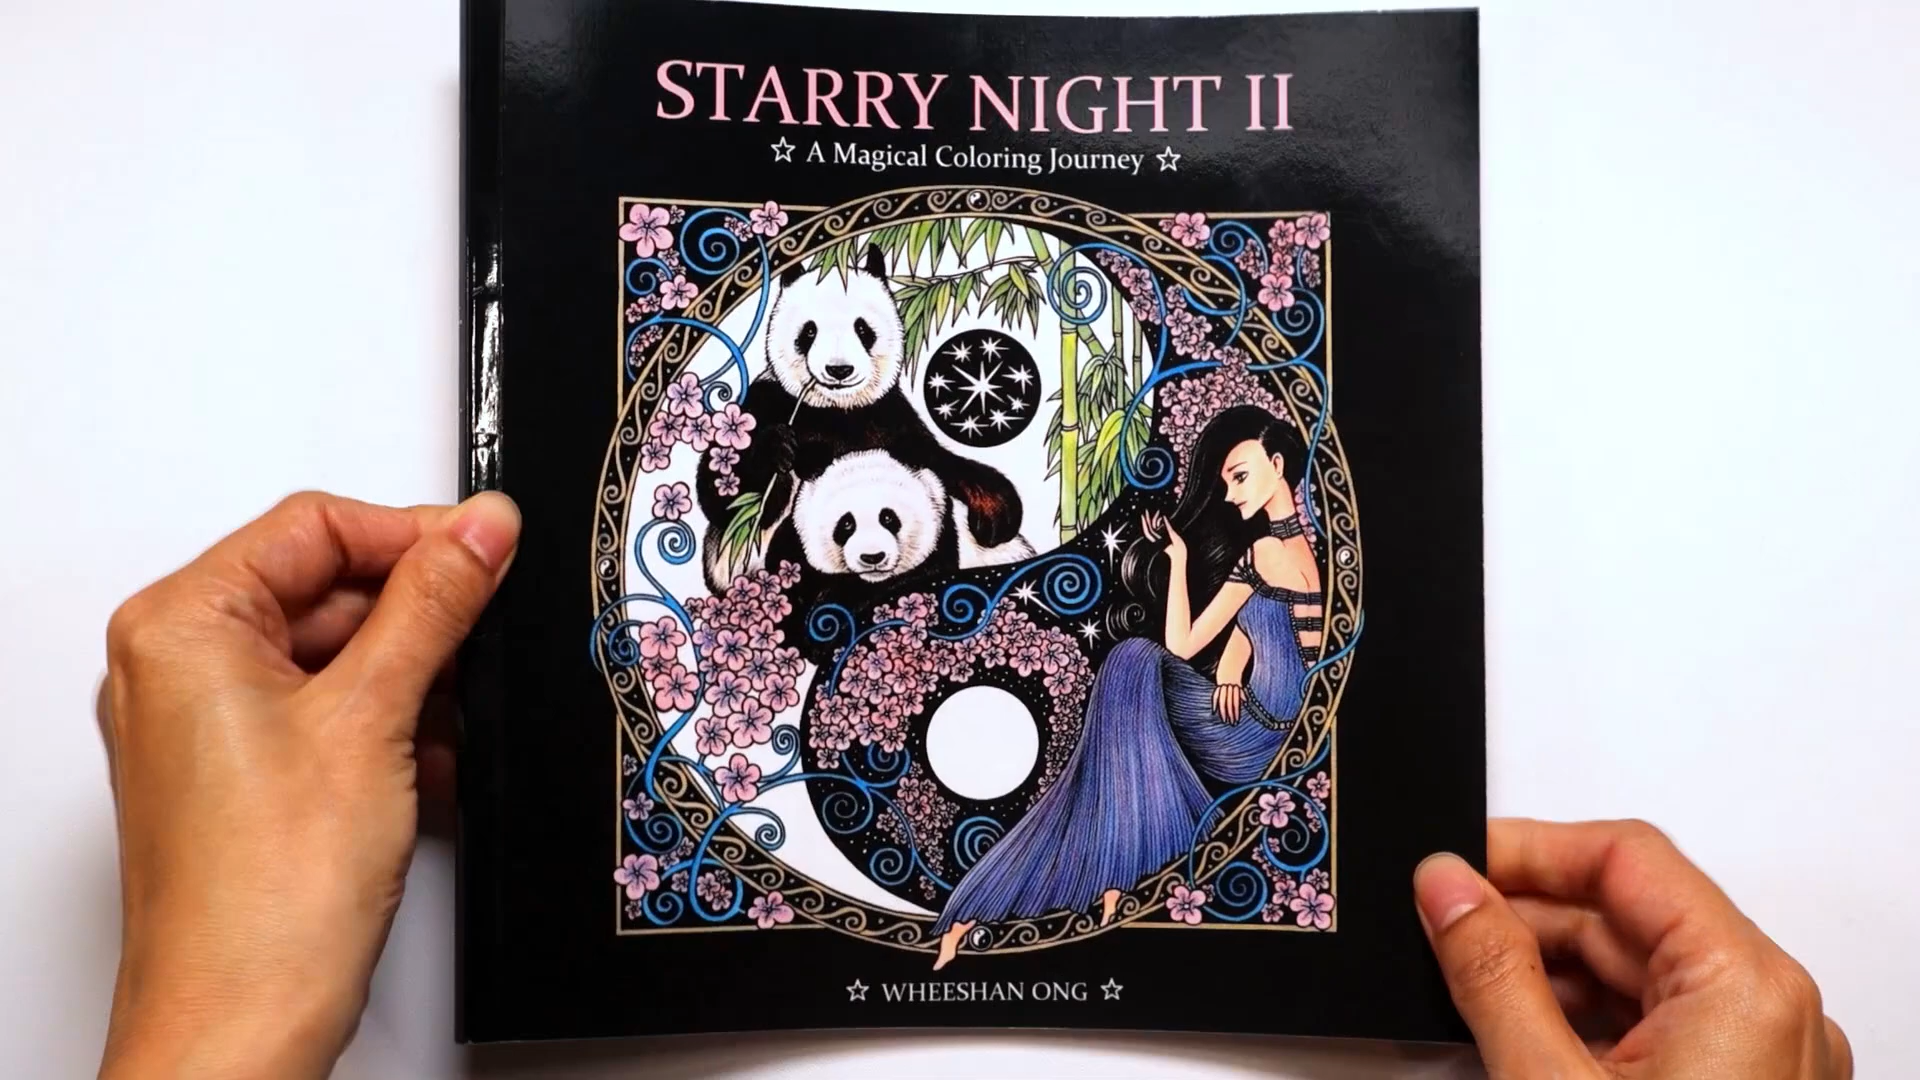 STARRY NIGHT II
☆ A Magical Coloring Journey ☆
☆ WHEESHAN ONG ☆